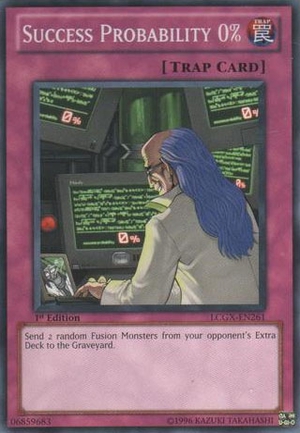 SUCCESS PROBABILITY 0%
TRAP
罠
[TRAP CARD]
0%
0%
0%
LCGX-EN261
1st Edition
Send 2 random Fusion Monsters from your opponent's Extra
Deck to the Graveyard.
06859683
©1996 KAZUKI TAKAHASHI